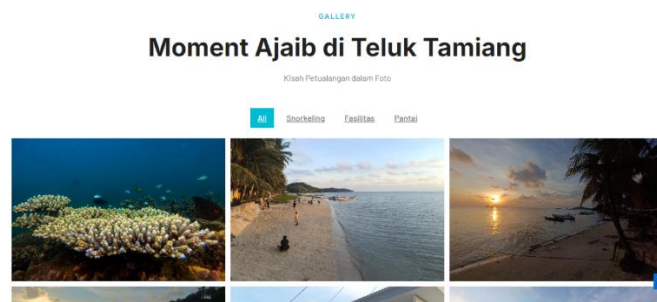 GALLERY
Moment Ajaib di Teluk Tamiang
Kisah Petualangan dalam Foto
All Snorkeling Fasilitas Pantai